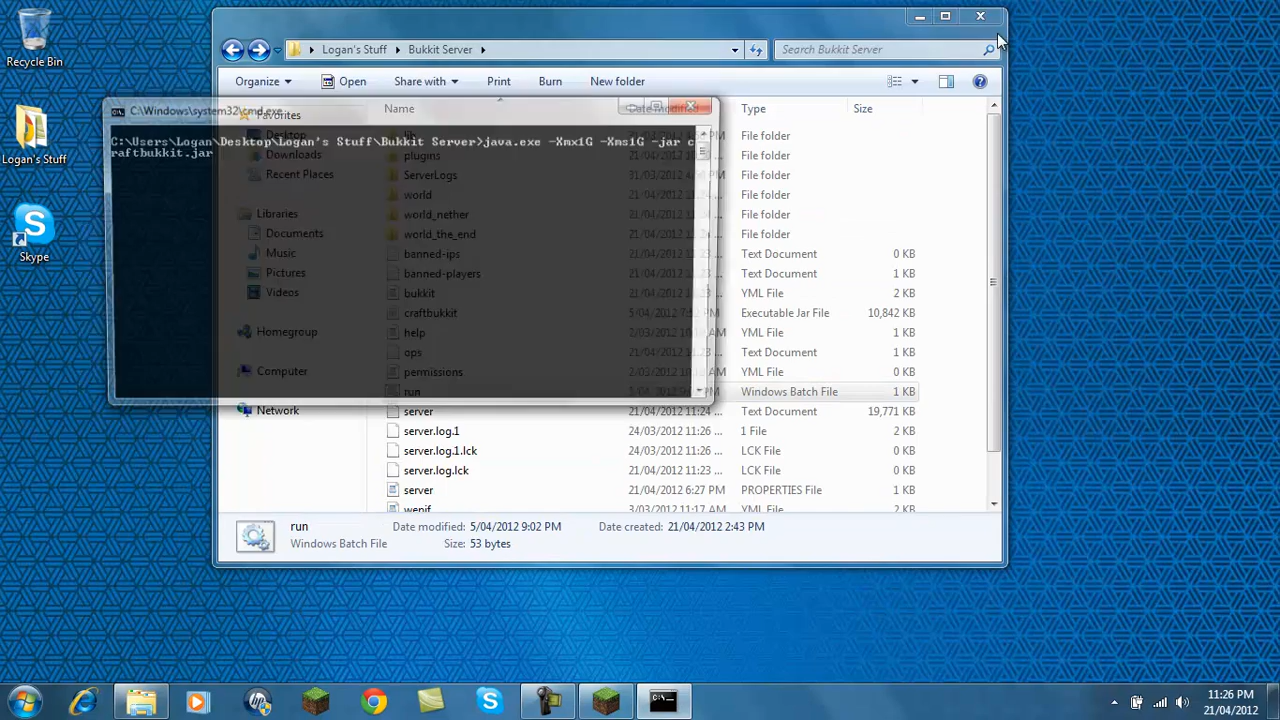 Recycle Bin
Logan's Stuff
Skype
Logan's Stuff
Bukkit Server
Search Bukkit Server
Organize
Open
Share with
Print
Burn
New folder
C:\Windows\system32\cmd.exe
C:\Users\Logan\Desktop\Logan's Stuff\Bukkit Server>java.exe -Xmx1G -Xms1G -jar c
raftbukkit.jar
Favorites
Desktop
Downloads
Recent Places
Libraries
Documents
Music
Pictures
Videos
Homegroup
Computer
Network
Name Date Modified Type Size
lib File folder
plugins File folder
ServerLogs File folder
world File folder
world_nether File folder
world_the_end File folder
banned-ips Text Document 0 KB
banned-players Text Document 1 KB
bukkit YML File 2 KB
craftbukkit Executable Jar File 10,842 KB
help YML File 0 KB
ops Text Document 1 KB
permissions YML File 0 KB
run Windows Batch File 1 KB
server 21/04/2012 11:24 ... Text Document 19,771 KB
server.log.1 24/03/2012 11:26 ... 1 File 2 KB
server.log.1.lck 24/03/2012 11:26 ... LCK File 0 KB
server.log.lck 21/04/2012 11:23 ... LCK File 0 KB
server 21/04/2012 6:27 PM PROPERTIES File 1 KB
wepif YML File 2 KB
run Date modified: 5/04/2012 9:02 PM Date created: 21/04/2012 2:43 PM
Windows Batch File Size: 53 bytes
11:26 PM
21/04/2012